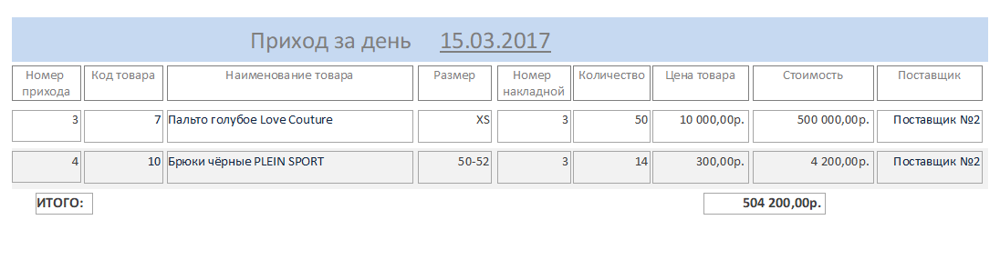 Приход за день 15.03.2017
Номер прихода Код товара Наименование товара Размер Номер накладной Количество Цена товара Стоимость Поставщик
3 7 Пальто голубое Love Couture XS 3 50 10 000,00р. 500 000,00р. Поставщик №2
4 10 Брюки чёрные PLEIN SPORT 50-52 3 14 300,00р. 4 200,00р. Поставщик №2
ИТОГО: 504 200,00р.